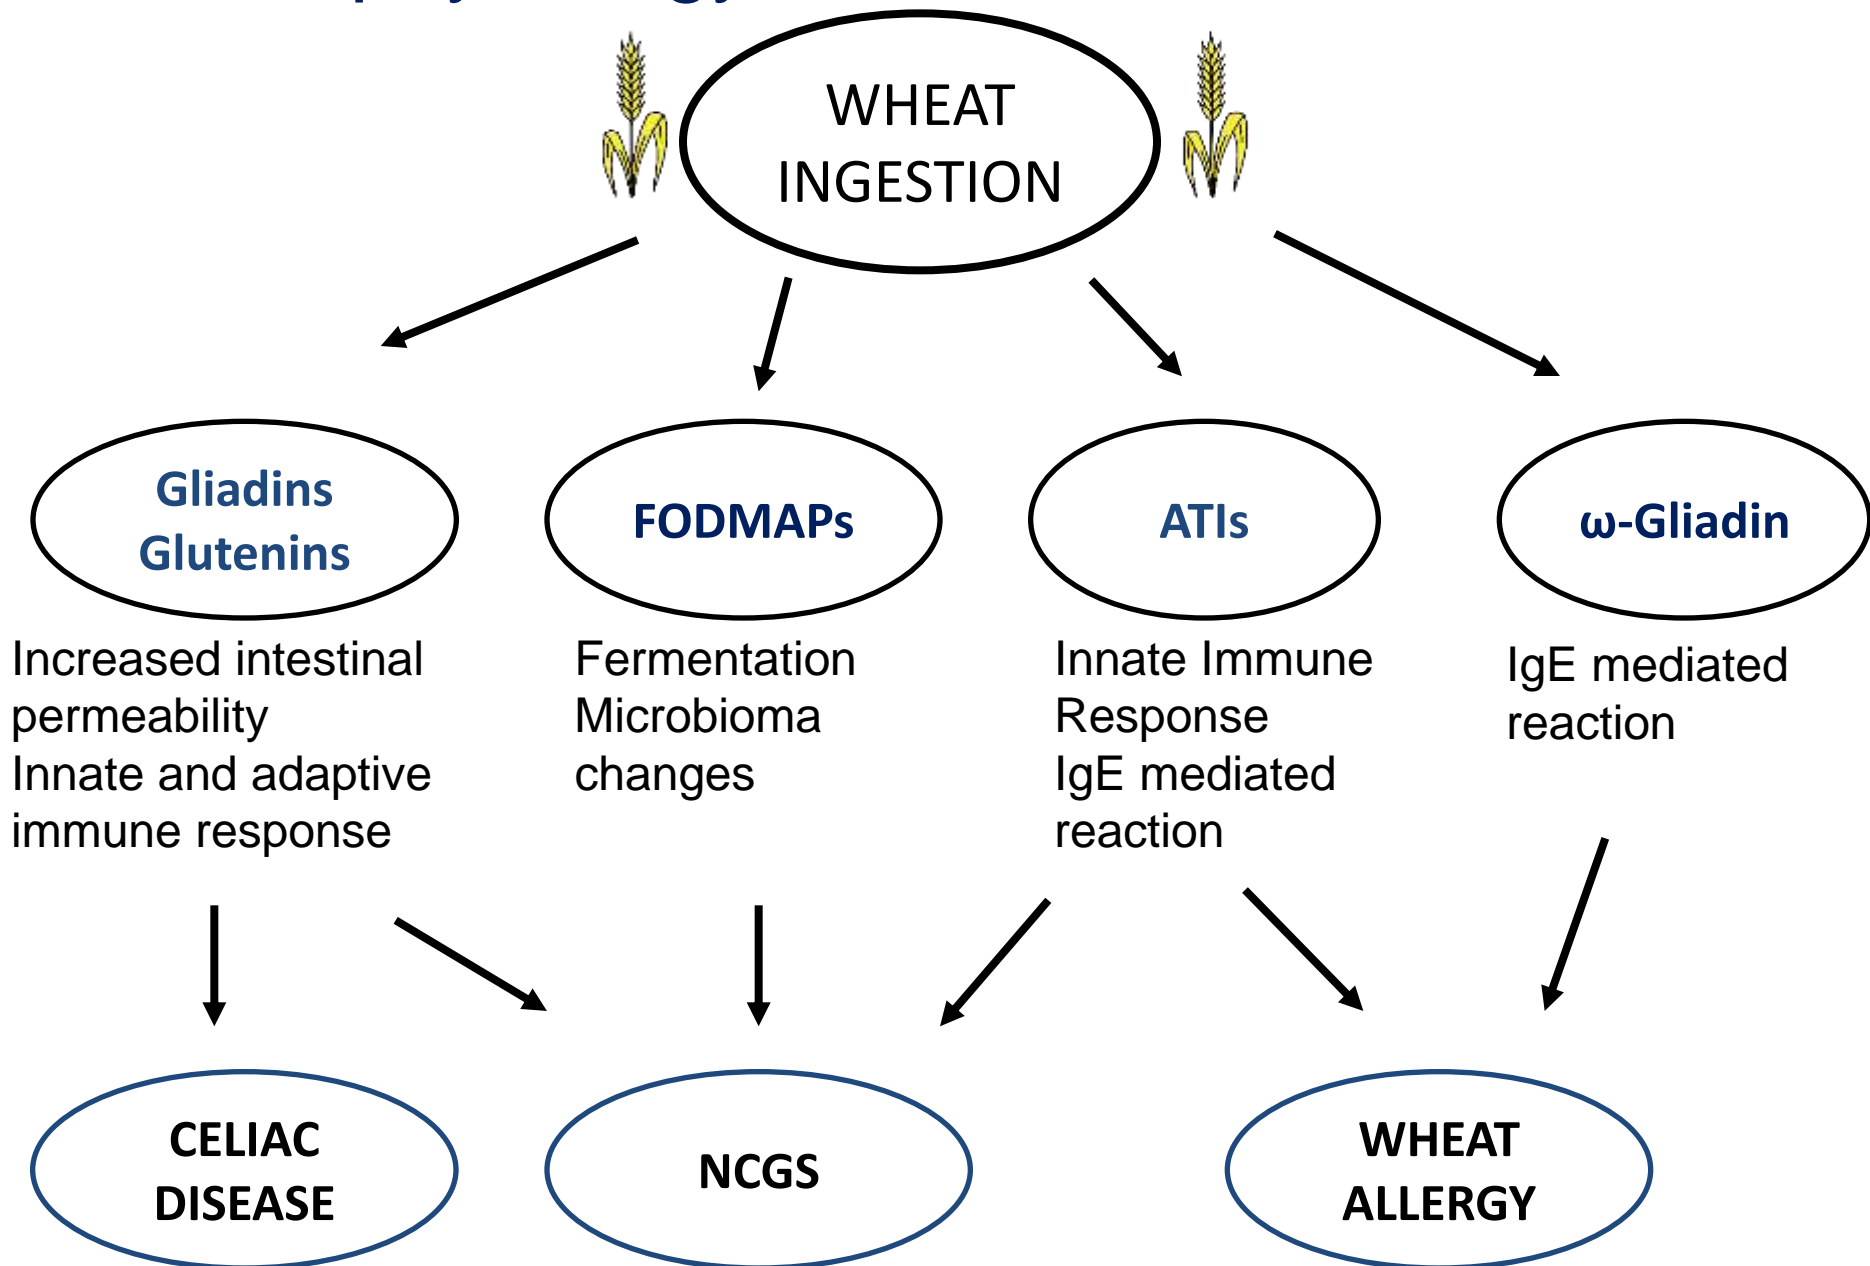 WHEAT
INGESTION
Gliadins
Glutenins
FODMAPs
ATIs
ω-Gliadin
Increased intestinal
permeability
Innate and adaptive
immune response
Fermentation
Microbioma
changes
Innate Immune
Response
IgE mediated
reaction
IgE mediated
reaction
CELIAC
DISEASE
NCGS
WHEAT
ALLERGY